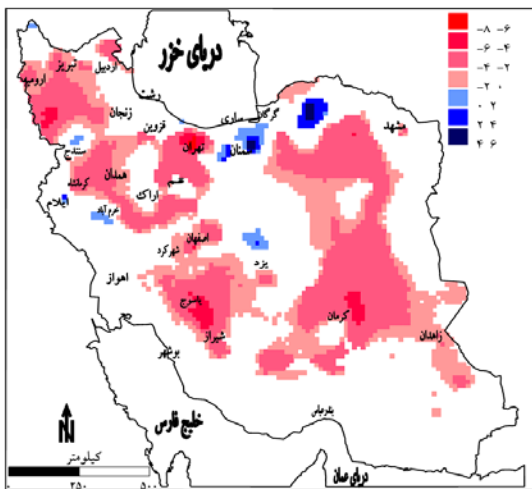 دریای خزر
-۸ -۶
-۶ -۴
-۴ -۲
-۲ ۰
۰ ۲
۲ ۴
۴ ۶
تبریز
اردبیل
ارومیه
رشت
زنجان
قزوین
ساری
گرگان
مشهد
تهران
سمنان
سنندج
همدان
قم
کرمانشاه
اراک
ایلام
خرم آباد
اصفهان
شهرکرد
یزد
اهواز
یاسوج
کرمان
شیراز
زاهدان
بوشهر
بندرعباس
خلیج فارس
N
کیلومتر
۰ ۲۵۰ ۵۰۰
دریای عمان